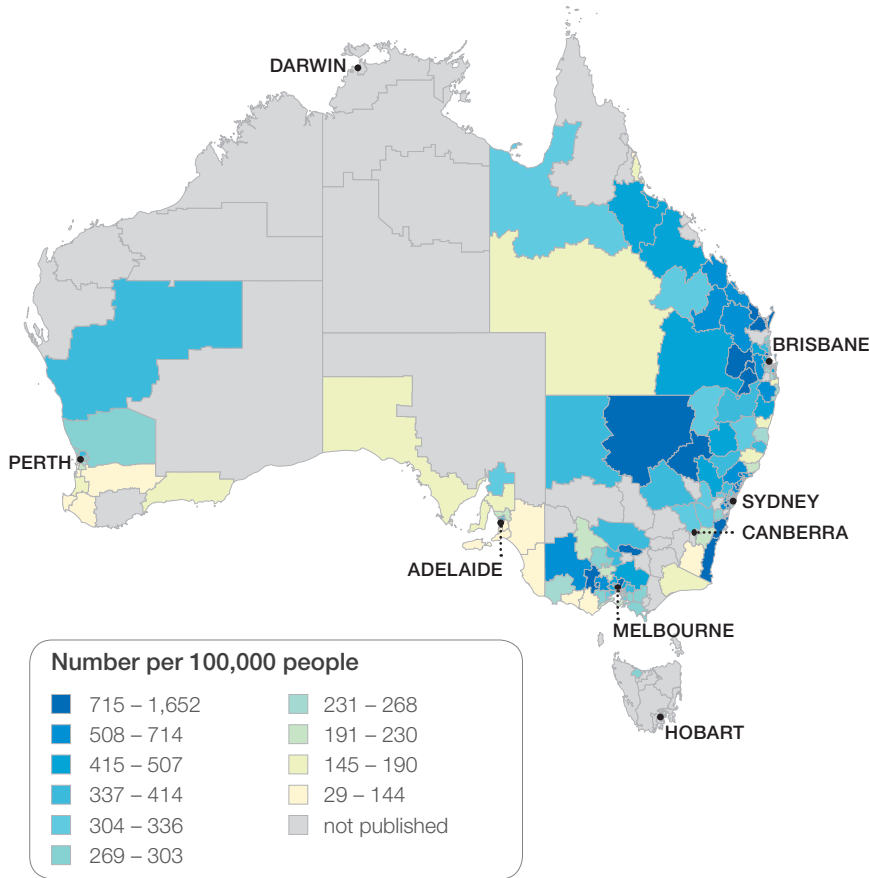 DARWIN
BRISBANE
PERTH
SYDNEY
CANBERRA
ADELAIDE
MELBOURNE
HOBART
Number per 100,000 people
715 – 1,652
508 – 714
415 – 507
337 – 414
304 – 336
269 – 303
231 – 268
191 – 230
145 – 190
29 – 144
not published